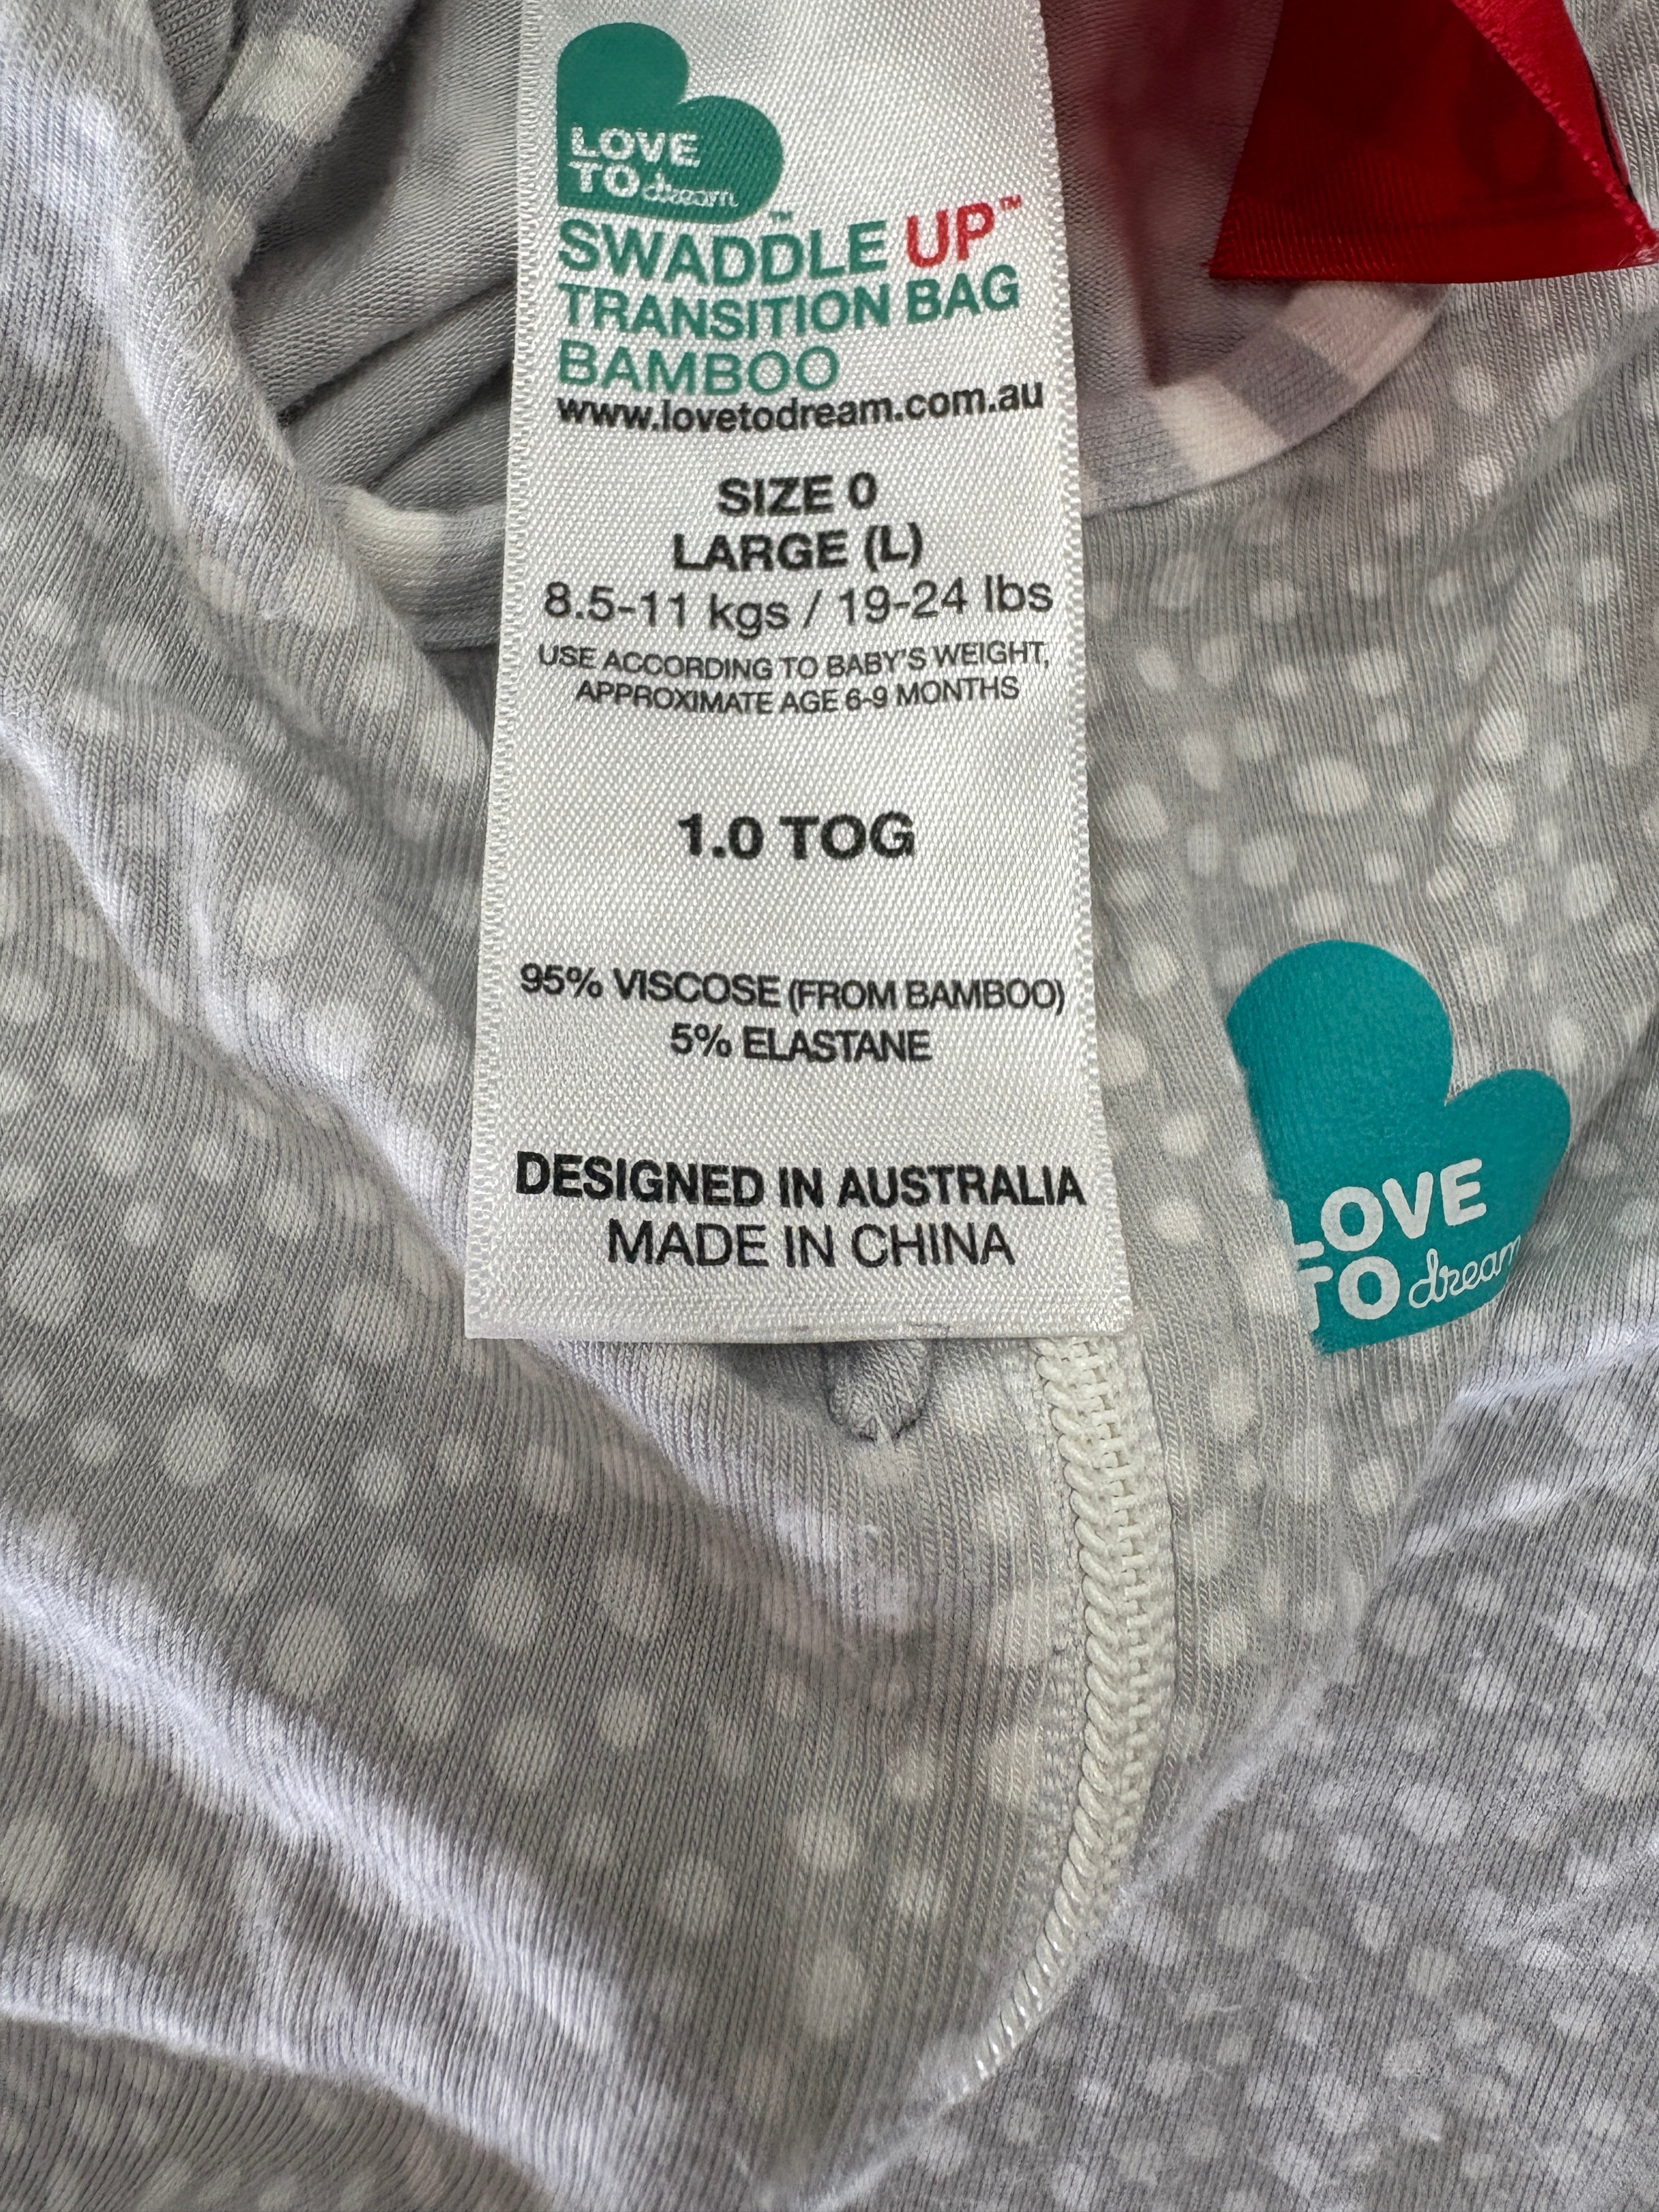 LOVE
TO dream™
SWADDLE UP™
TRANSITION BAG
BAMBOO
www.lovetodream.com.au
SIZE 0
LARGE (L)
8.5-11 kgs / 19-24 lbs
USE ACCORDING TO BABY'S WEIGHT,
APPROXIMATE AGE 6-9 MONTHS
1.0 TOG
95% VISCOSE (FROM BAMBOO)
5% ELASTANE
DESIGNED IN AUSTRALIA
MADE IN CHINA
LOVE
TO dream